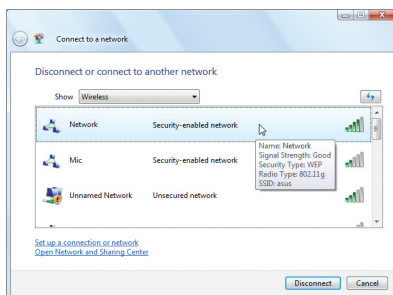 Connect to a network
Disconnect or connect to another network
Show Wireless
Network Security-enabled network
Name: Network
Signal Strength: Good
Security Type: WEP
Radio Type: 802.11g
SSID: asus
Mic Security-enabled network
Unnamed Network Unsecured network
Set up a connection or network
Open Network and Sharing Center
Disconnect Cancel